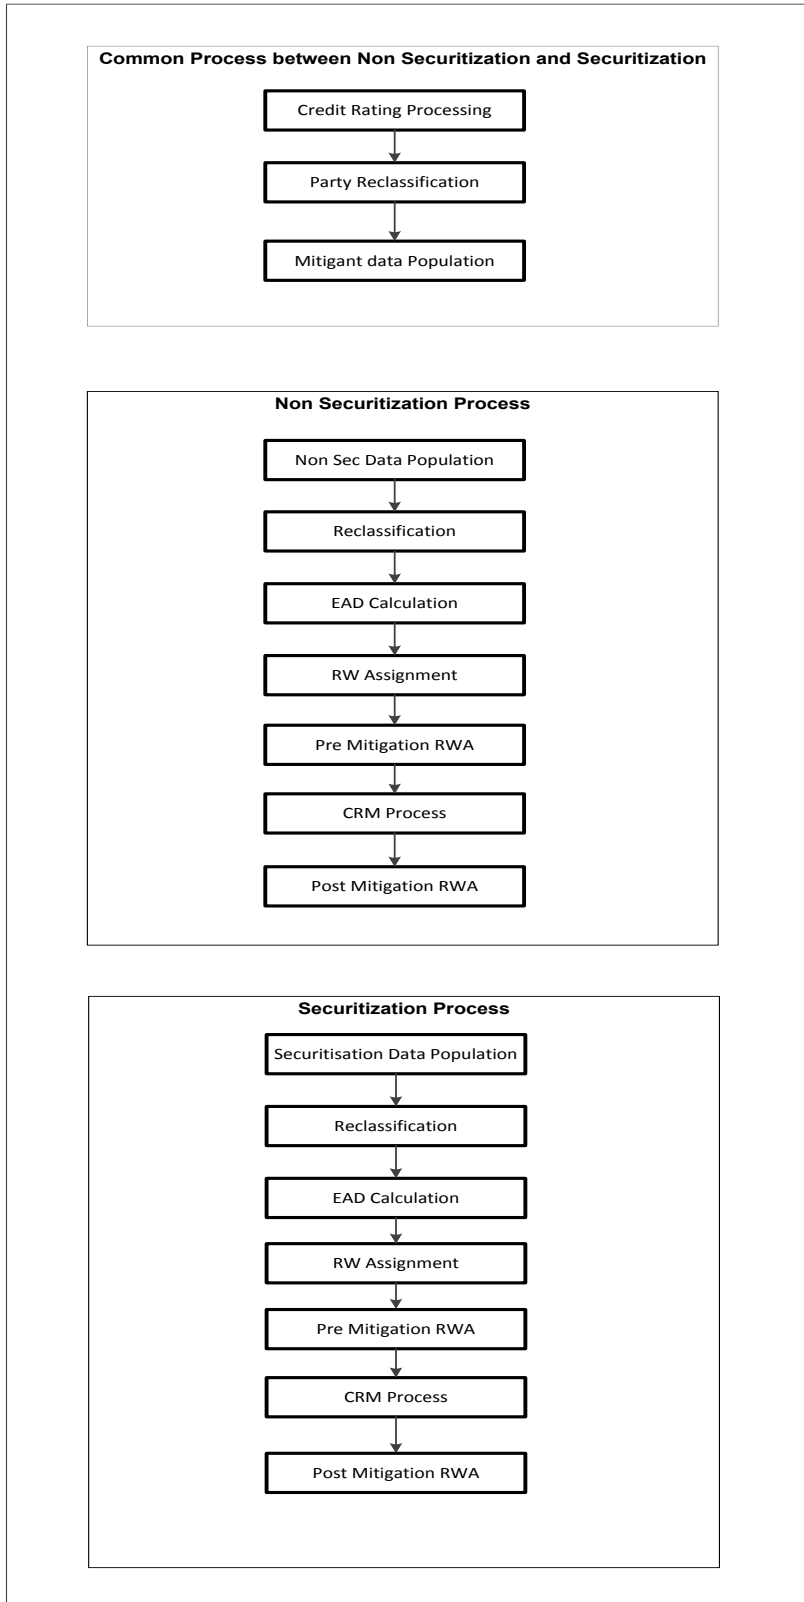 Common Process between Non Securitization and Securitization
Credit Rating Processing
Party Reclassification
Mitigant data Population
Non Securitization Process
Non Sec Data Population
Reclassification
EAD Calculation
RW Assignment
Pre Mitigation RWA
CRM Process
Post Mitigation RWA
Securitization Process
Securitisation Data Population
Reclassification
EAD Calculation
RW Assignment
Pre Mitigation RWA
CRM Process
Post Mitigation RWA